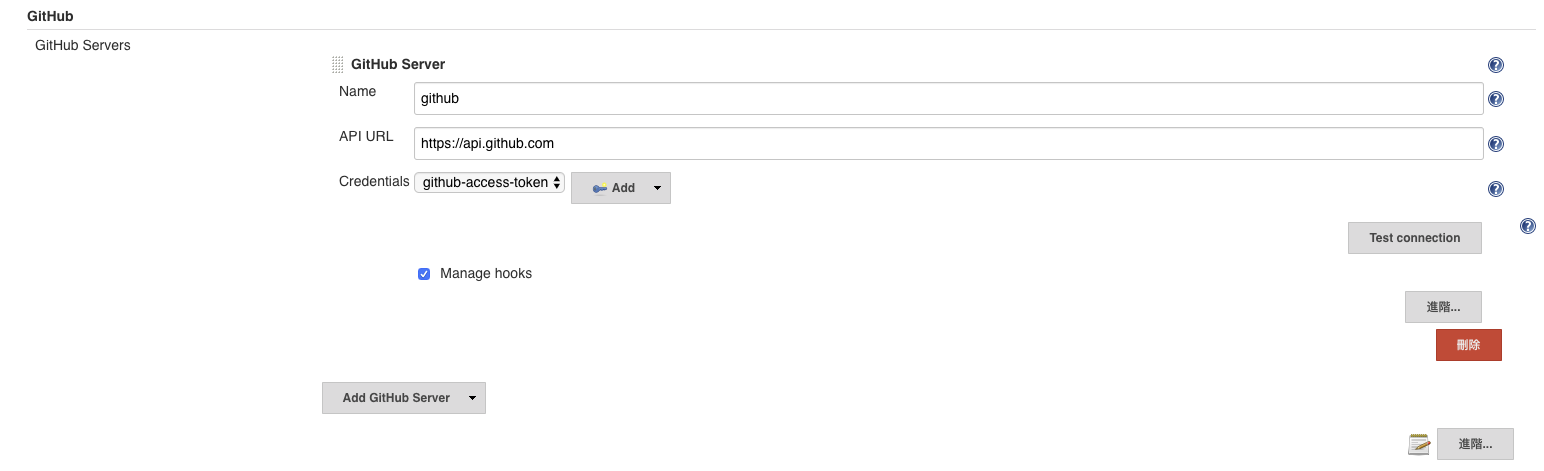 GitHub
GitHub Servers
GitHub Server
Name
github
API URL
https://api.github.com
Credentials github-access-token Add
Test connection
Manage hooks
進階...
刪除
Add GitHub Server
進階...